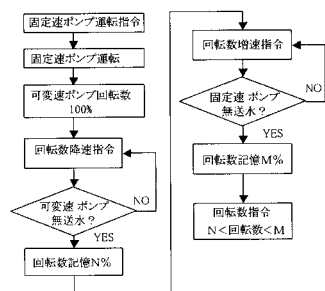 固定速ポンプ運転指令
固定速ポンプ運転
可変速ポンプ回転数
100%
回転数降速指令
可変速 ポンプ
無送水？
NO
YES
回転数記憶N%
回転数増速指令
固定速 ポンプ
無送水？
NO
YES
回転数記憶M%
回転数指令
N＜回転数＜M